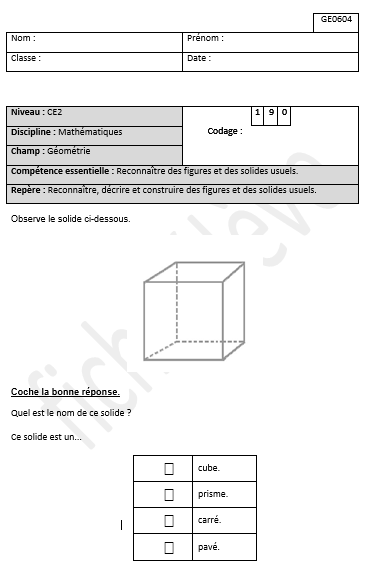 GE0604
Nom : Prénom :
Classe : Date :
Niveau : CE2 1 9 0
Discipline : Mathématiques Codage :
Champ : Géométrie
Compétence essentielle : Reconnaître des figures et des solides usuels.
Repère : Reconnaître, décrire et construire des figures et des solides usuels.
Observe le solide ci-dessous.
fiche élève
Coche la bonne réponse.
Quel est le nom de ce solide ?
Ce solide est un...
cube.
prisme.
carré.
pavé.